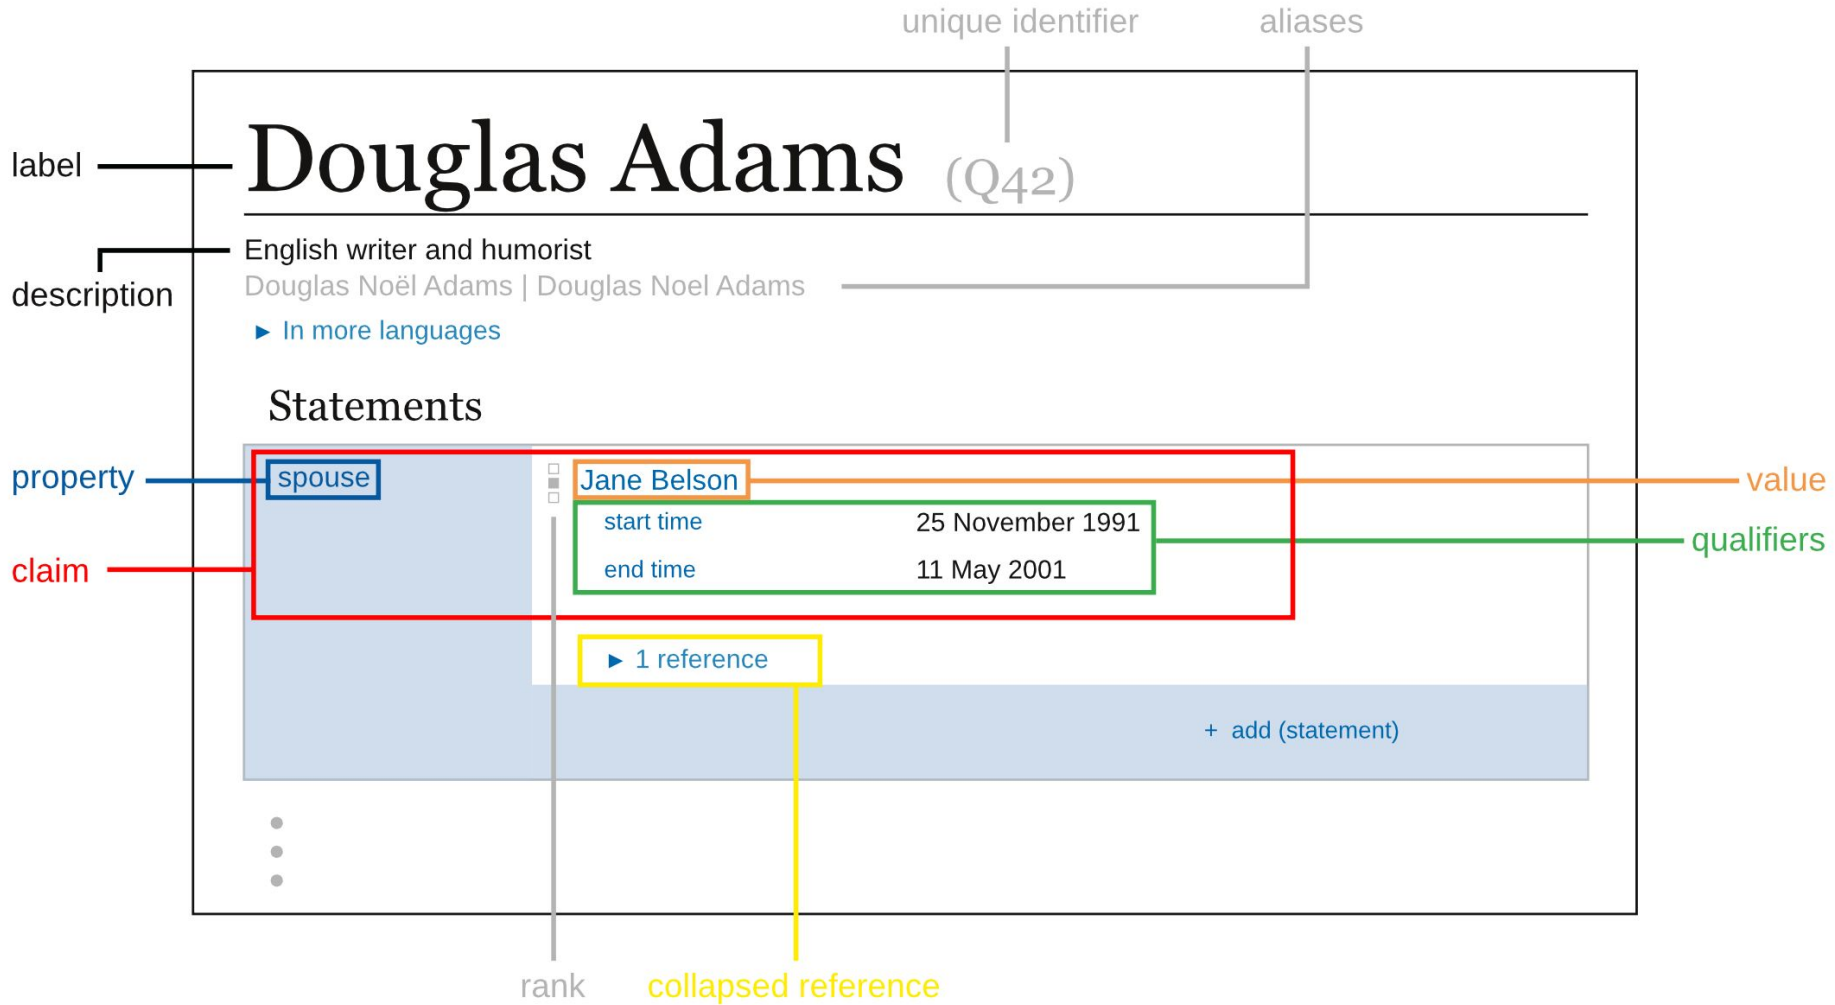 unique identifier aliases
label Douglas Adams (Q42)
English writer and humorist
description Douglas Noël Adams | Douglas Noel Adams
► In more languages
Statements
property spouse Jane Belson value
start time 25 November 1991
qualifiers
claim end time 11 May 2001
► 1 reference
+ add (statement)
rank collapsed reference